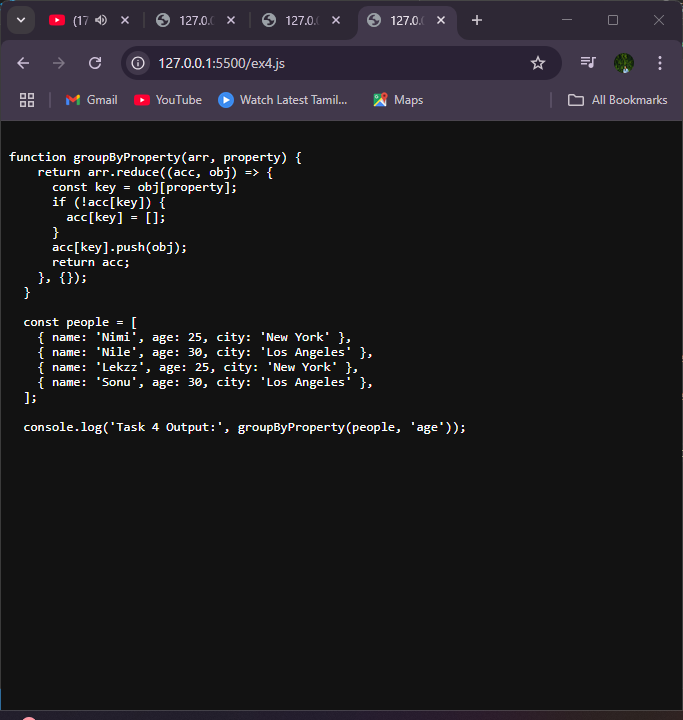 (17
127.0.0
127.0.0
127.0.0
127.0.0.1:5500/ex4.js
Gmail
YouTube
Watch Latest Tamil...
Maps
All Bookmarks
function groupByProperty(arr, property) {
    return arr.reduce((acc, obj) => {
      const key = obj[property];
      if (!acc[key]) {
        acc[key] = [];
      }
      acc[key].push(obj);
      return acc;
    }, {});
  }

  const people = [
    { name: 'Nimi', age: 25, city: 'New York' },
    { name: 'Nile', age: 30, city: 'Los Angeles' },
    { name: 'Lekzz', age: 25, city: 'New York' },
    { name: 'Sonu', age: 30, city: 'Los Angeles' },
  ];

  console.log('Task 4 Output:', groupByProperty(people, 'age'));